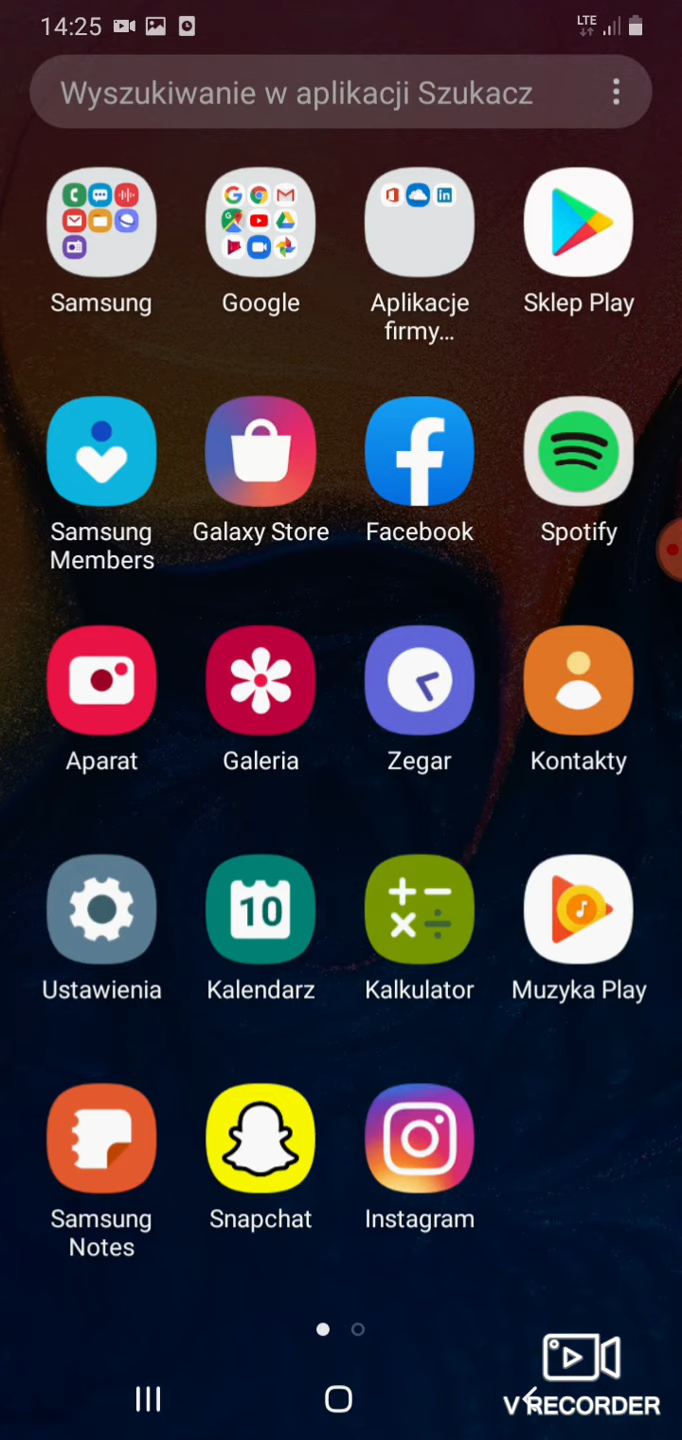 14:25 LTE
Wyszukiwanie w aplikacji Szukacz
Samsung Google Aplikacje firmy... Sklep Play
Samsung Members Galaxy Store Facebook Spotify
Aparat Galeria Zegar Kontakty
10
Ustawienia Kalendarz Kalkulator Muzyka Play
Samsung Notes Snapchat Instagram
V RECORDER